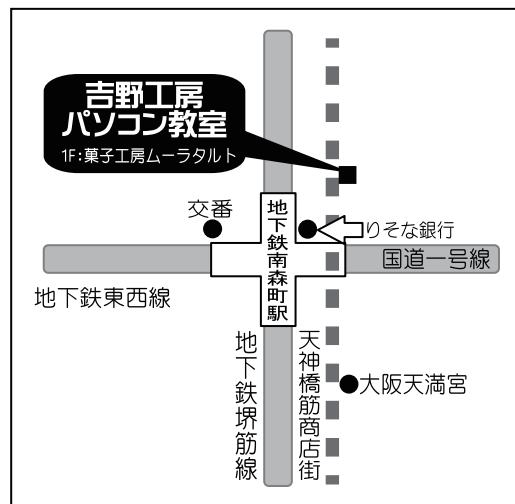 吉野工房
パソコン教室
1F:菓子工房ムーラタルト
交番
地下鉄南森町駅
りそな銀行
国道一号線
地下鉄東西線
地下鉄堺筋線
天神橋筋商店街
大阪天満宮